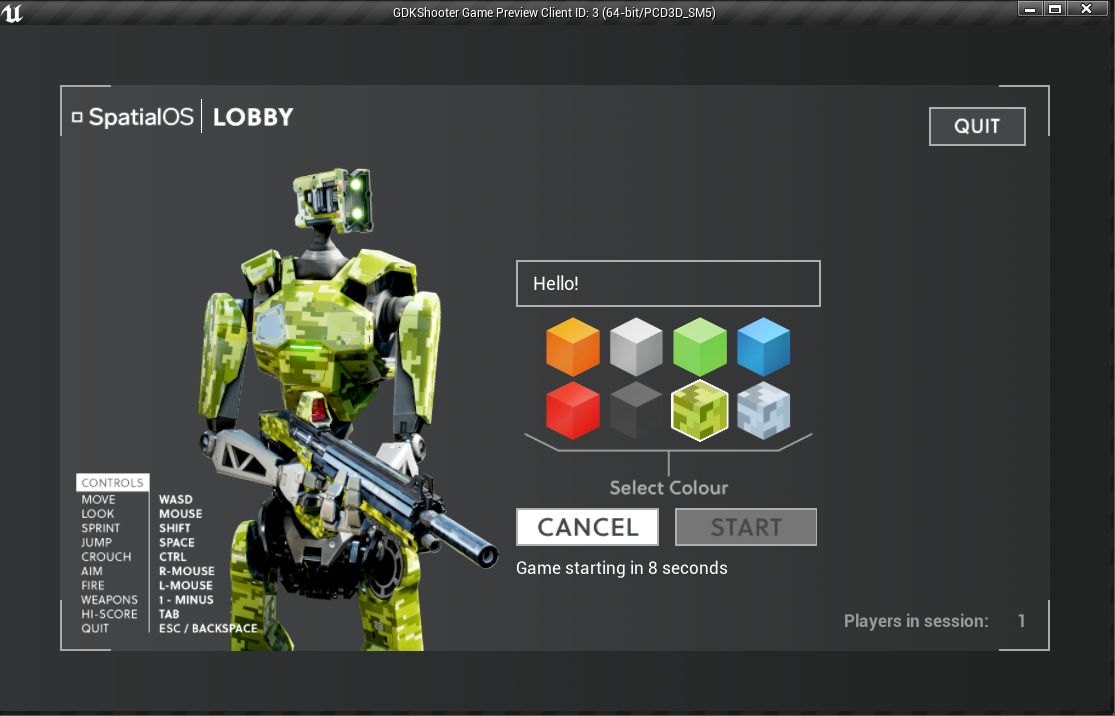 GDKShooter Game Preview Client ID: 3 (64-bit/PCD3D_SM5)
SpatialOS LOBBY
QUIT
Hello!
Select Colour
CANCEL START
Game starting in 8 seconds
CONTROLS
MOVE WASD
LOOK MOUSE
SPRINT SHIFT
JUMP SPACE
CROUCH CTRL
AIM R-MOUSE
FIRE L-MOUSE
WEAPONS 1 - MINUS
HI-SCORE TAB
QUIT ESC / BACKSPACE
Players in session: 1